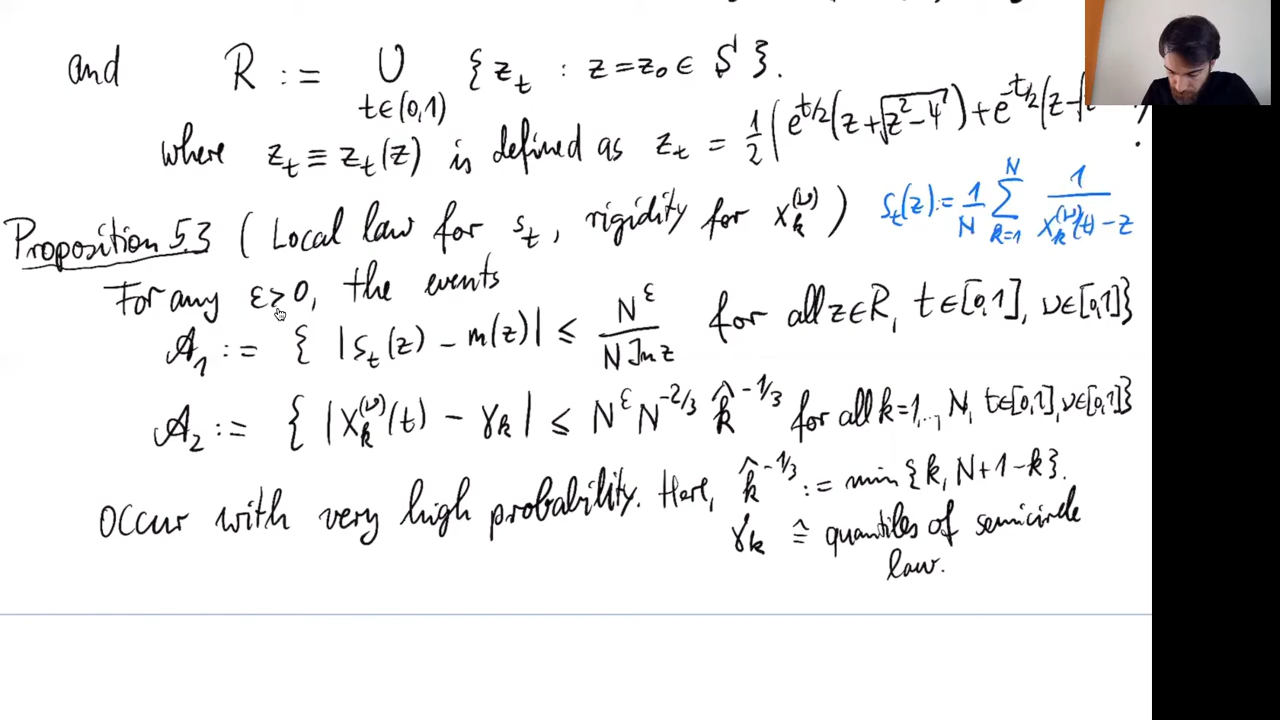 and R := ∪ {z_t : z=z_0 ∈ S}.
t∈(0,1)
where z_t ≡ z_t(z) is defined as z_t = 1/2 (e^{t/2}(z+√(z²-4)) + e^{-t/2}(z-√
Proposition 5.3 (Local law for s_t, rigidity for x_k^{(ν)}) s_t(z) := 1/N ∑_{k=1}^N 1/(x_k^{(ν)}(t) - z)
For any ε>0, the events
𝒜_1 := { |s_t(z) - m(z)| ≤ N^ε/(N Im z) for all z∈R, t∈[0,1], ν∈[0,1]}
𝒜_2 := { |x_k^{(ν)}(t) - γ_k| ≤ N^ε N^{-2/3} k̂^{-1/3} for all k=1,..,N, t∈[0,1], ν∈[0,1]}
occur with very high probability. Here, k̂^{-1/3} := min{k, N+1-k}.
γ_k ≙ quantiles of semicircle
law.